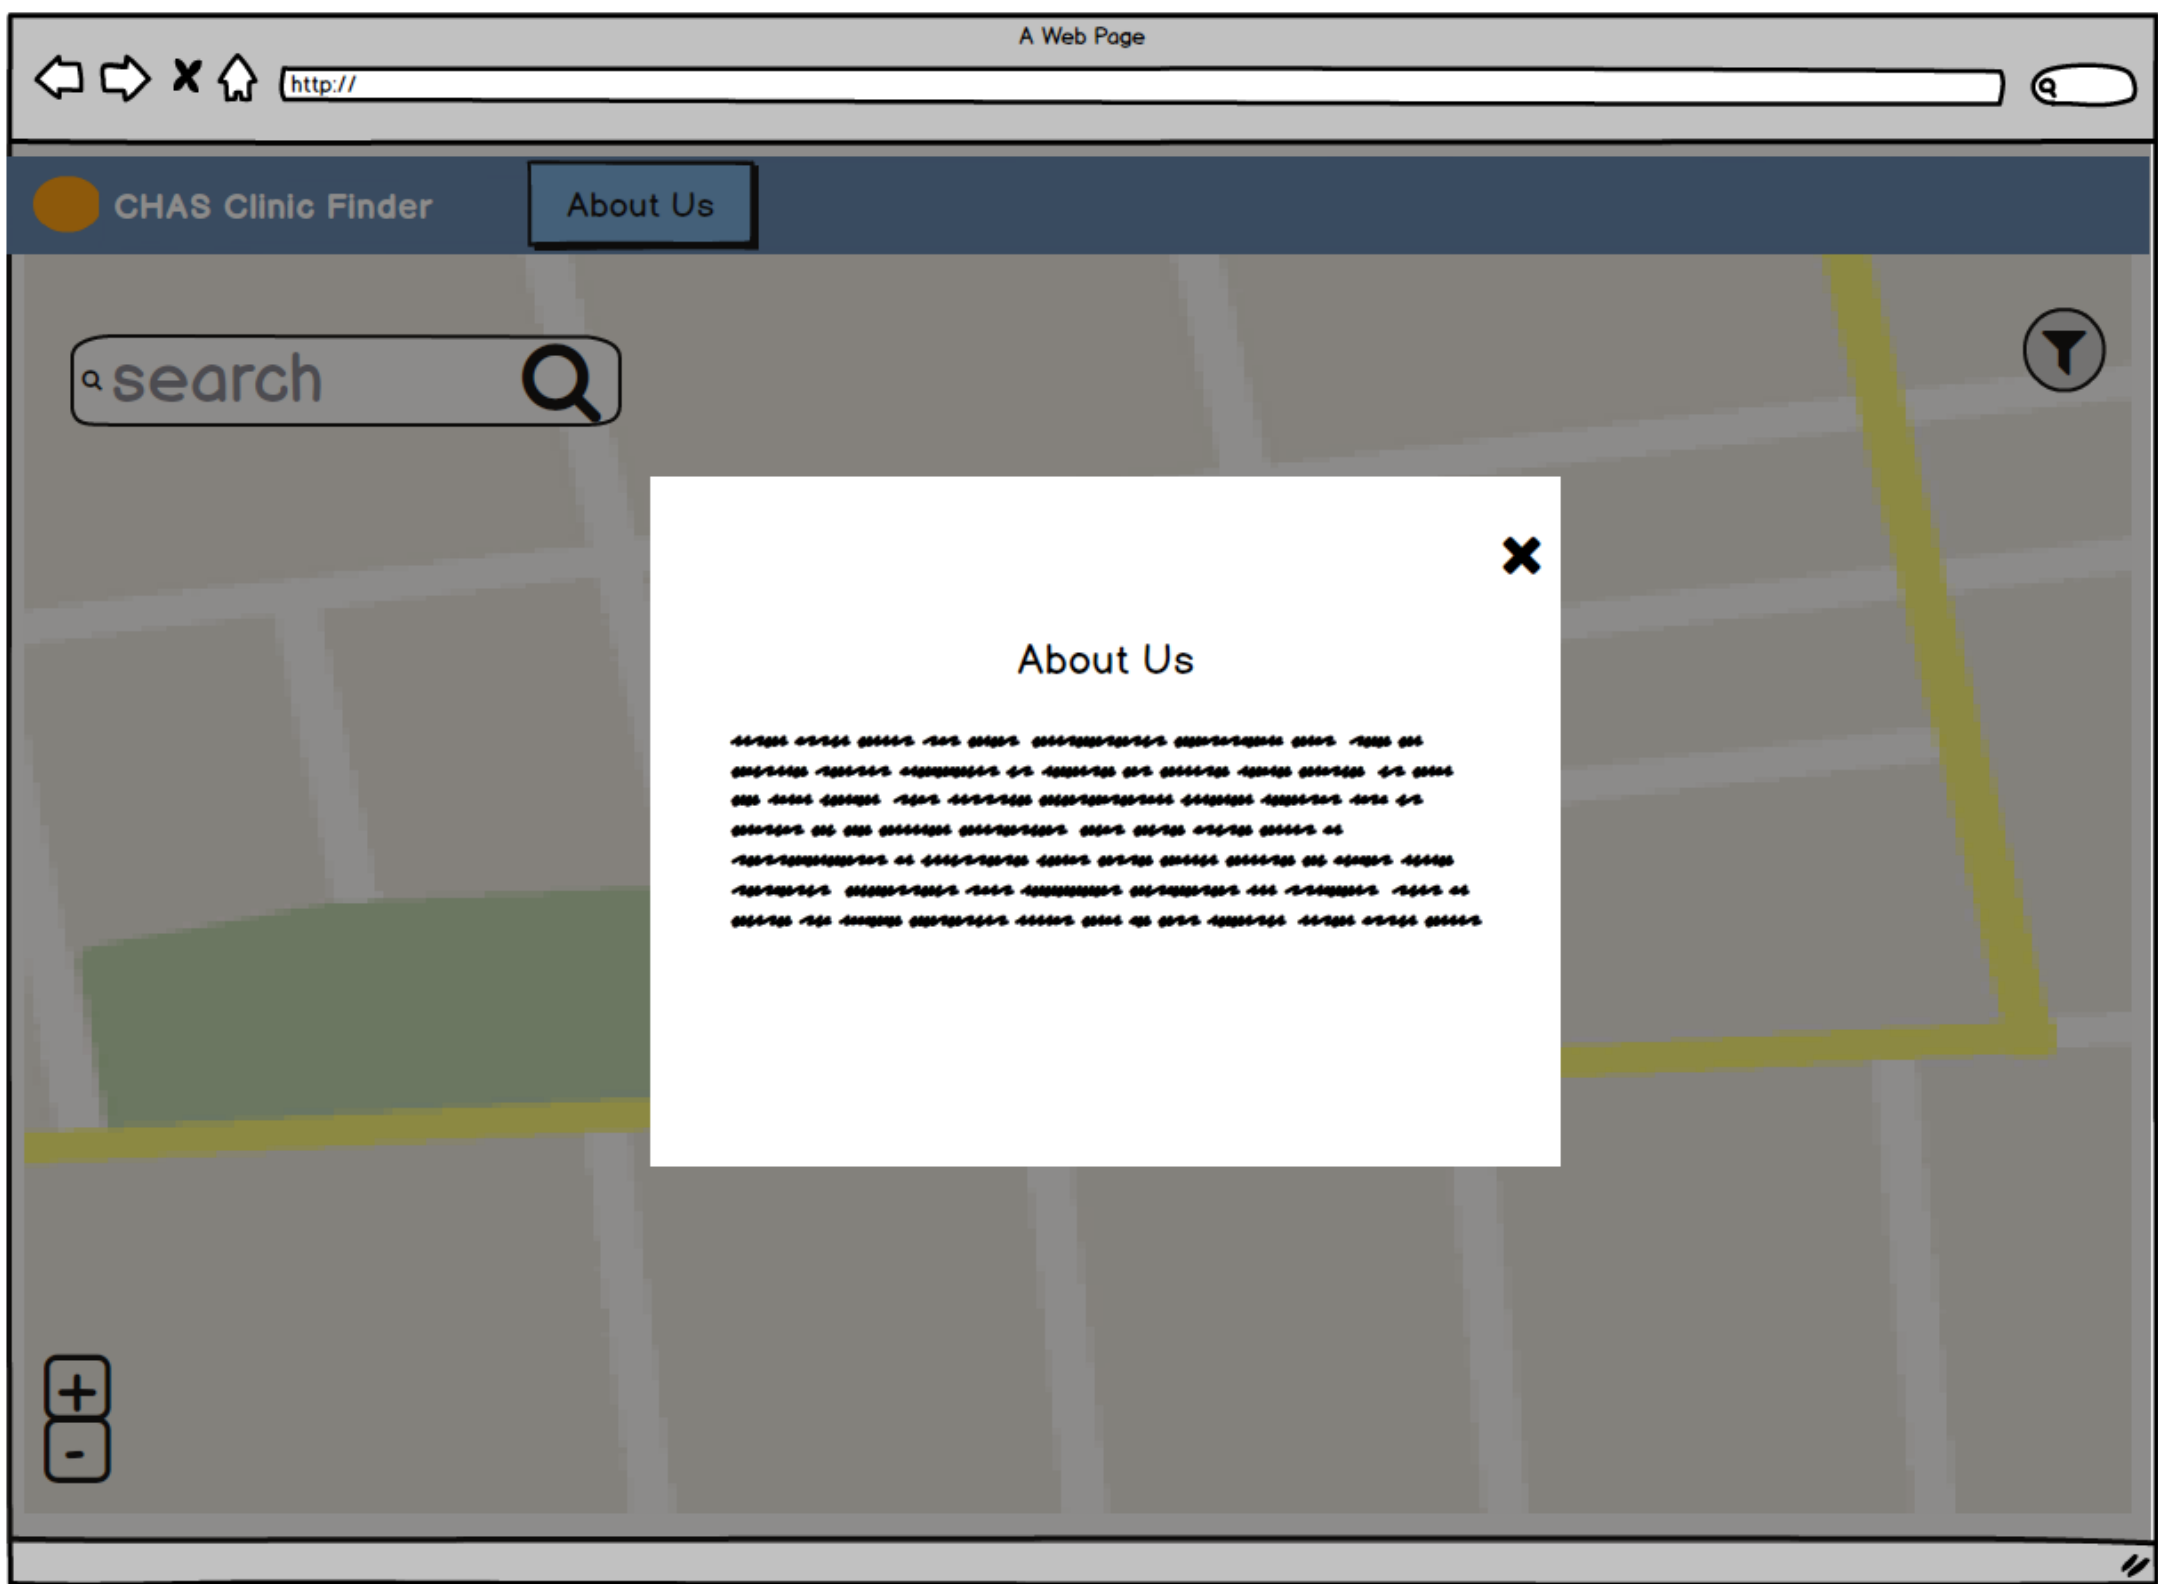 A Web Page
http://
CHAS Clinic Finder
About Us
search
About Us
+
-